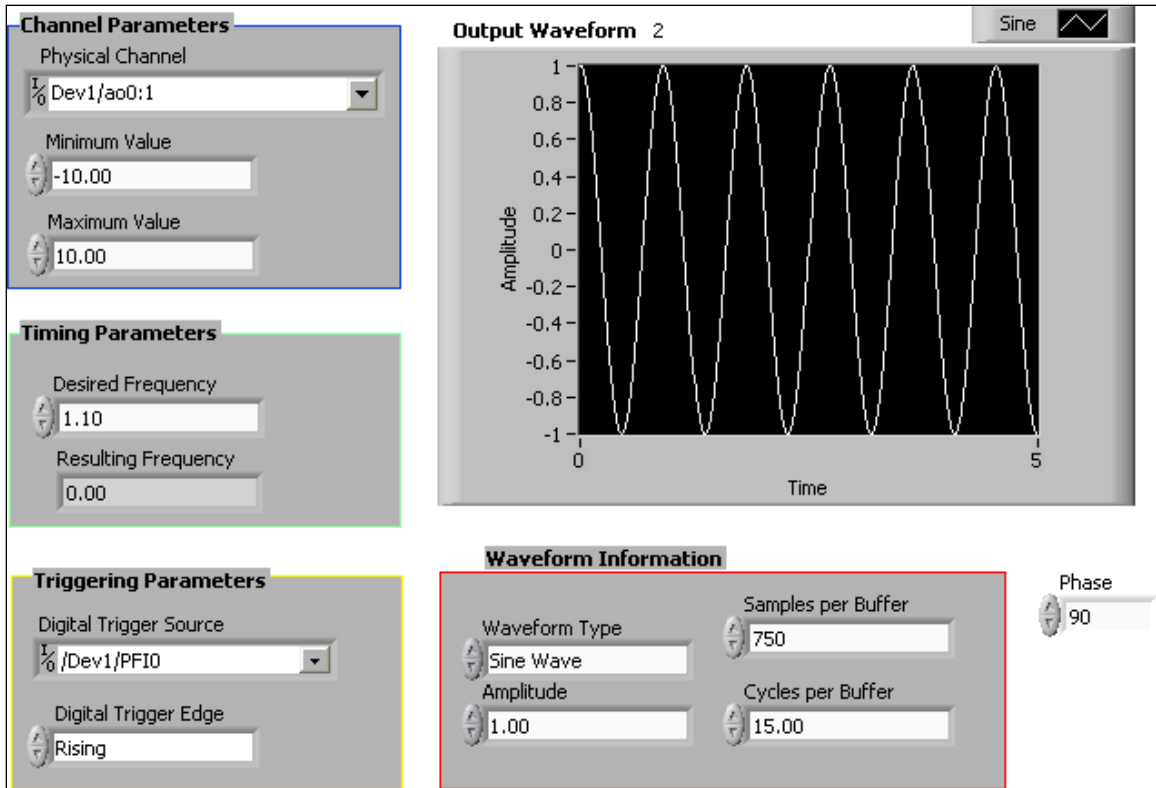 Channel Parameters
Physical Channel
I/O Dev1/ao0:1
Minimum Value
-10.00
Maximum Value
10.00
Timing Parameters
Desired Frequency
1.10
Resulting Frequency
0.00
Triggering Parameters
Digital Trigger Source
I/O /Dev1/PFI0
Digital Trigger Edge
Rising
Output Waveform 2
Sine
Amplitude
1
0.8
0.6
0.4
0.2
0
-0.2
-0.4
-0.6
-0.8
-1
0
5
Time
Waveform Information
Waveform Type
Sine Wave
Amplitude
1.00
Samples per Buffer
750
Cycles per Buffer
15.00
Phase
90